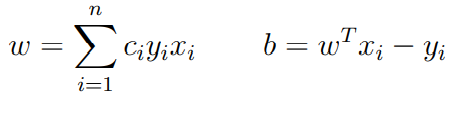 w = \sum_{i=1}^{n} c_i y_i x_i        b = w^T x_i - y_i